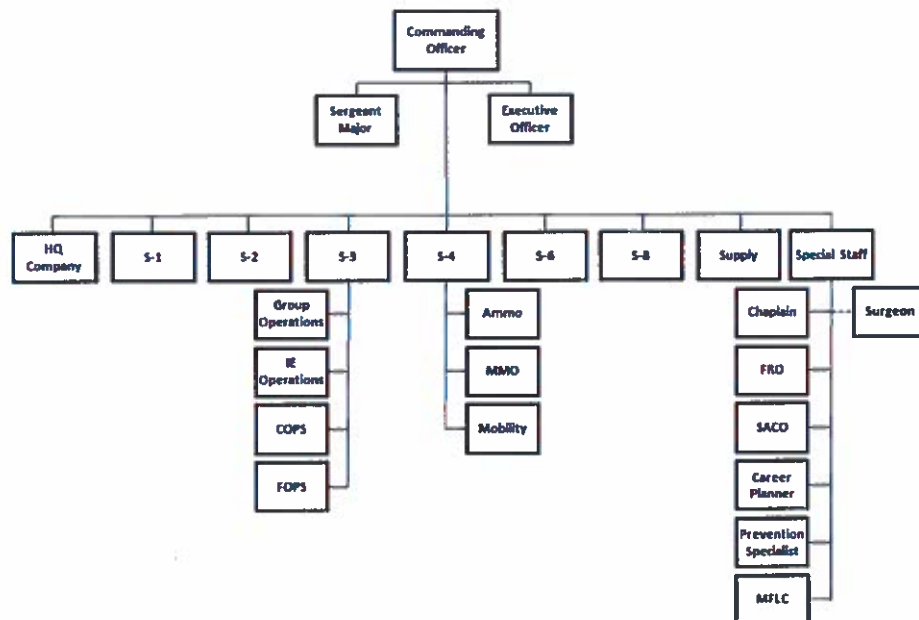 Commanding
Officer
Sergeant
Major
Executive
Officer
HQ
Company
S-1
S-2
S-3
S-4
S-6
S-8
Supply
Special Staff
Group
Operations
Ammo
Chaplain
Surgeon
IE
Operations
MMO
FRO
COPS
Mobility
SACO
FOPS
Career
Planner
Prevention
Specialist
MFLC